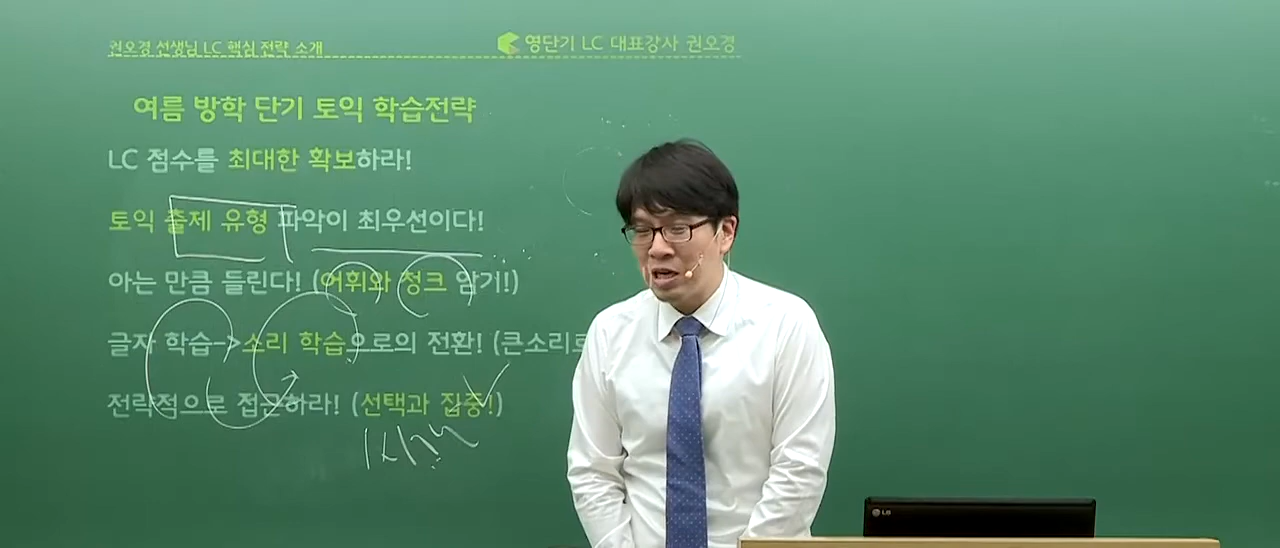 권오경 선생님 LC 핵심 전략 소개
영단기 LC 대표강사 권오경
여름 방학 단기 토익 학습전략
LC 점수를 최대한 확보하라!
토익 출제 유형 파악이 최우선이다!
아는 만큼 들린다! (어휘와 청크 암기!)
글자 학습->소리 학습으로의 전환! (큰소리로
전략적으로 접근하라! (선택과 집중!)
LG